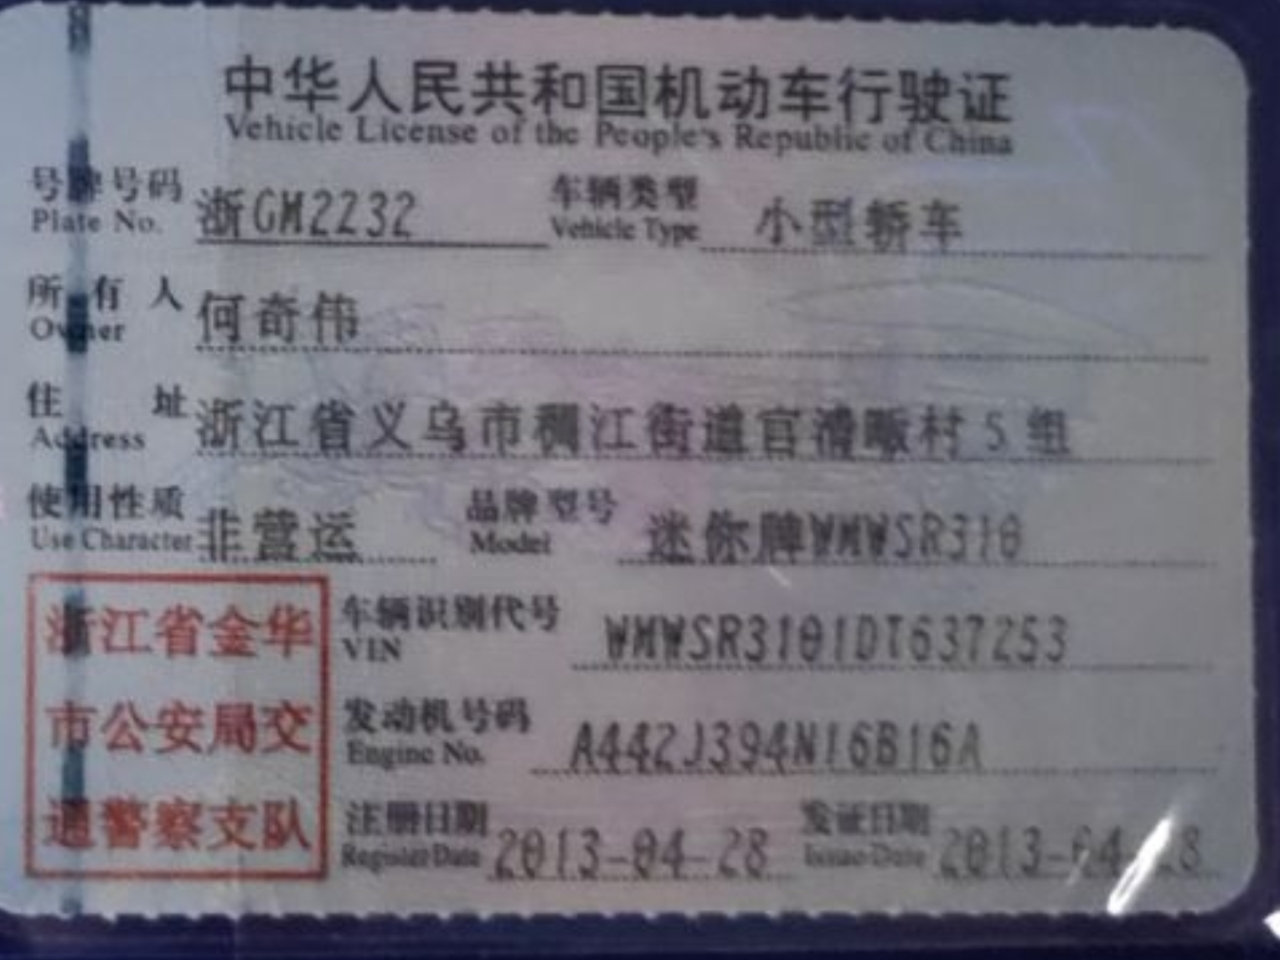 中华人民共和国机动车行驶证
Vehicle License of the People's Republic of China
号牌号码 浙GM2232 车辆类型 小型轿车
Plate No. Vehicle Type
所有人 何奇伟
Owner
住址 浙江省义乌市稠江街道官清畈村5组
Address
使用性质 非营运 品牌型号 迷你牌WMWSR310
Use Character Model
浙江省金华
市公安局交
通警察支队
车辆识别代号 WMWSR3101DT637253
VIN
发动机号码 A442J394N16B16A
Engine No.
注册日期 2013-04-28 发证日期 2013-04-28
Register Date Issue Date